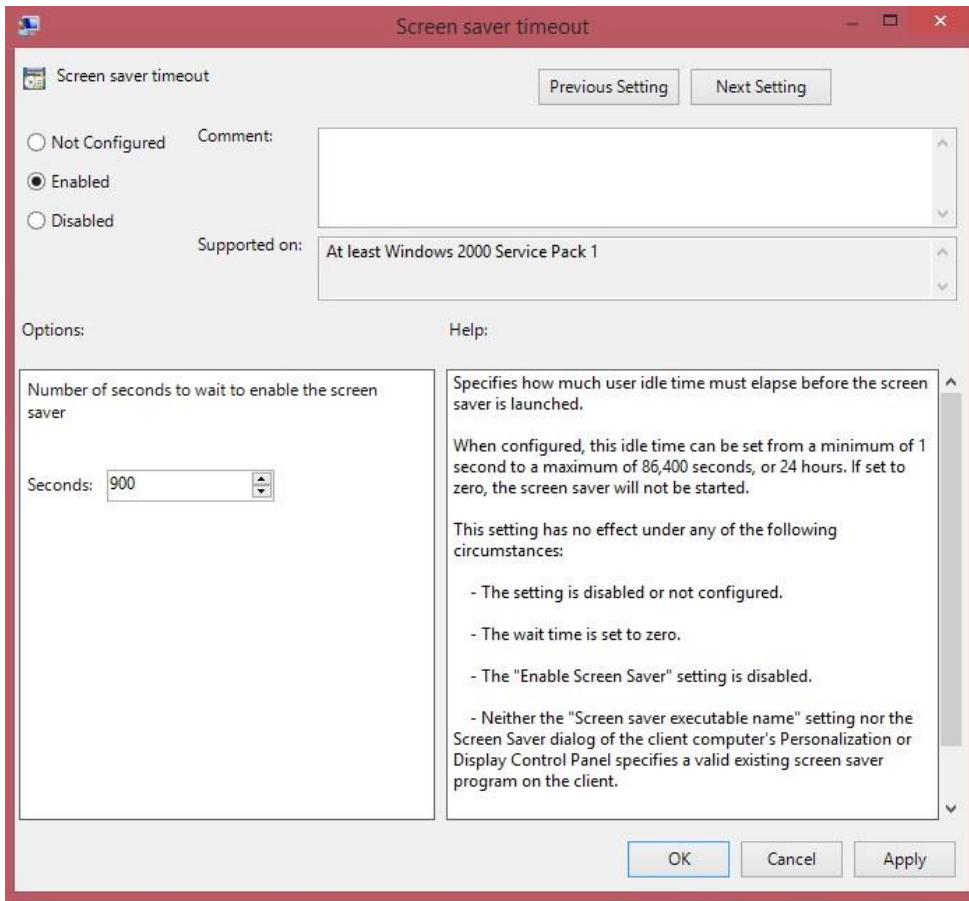 Screen saver timeout
Screen saver timeout
Previous Setting
Next Setting
Not Configured
Comment:
Enabled
Disabled
Supported on:
At least Windows 2000 Service Pack 1
Options:
Help:
Number of seconds to wait to enable the screen
saver
Seconds:
900
Specifies how much user idle time must elapse before the screen
saver is launched.
When configured, this idle time can be set from a minimum of 1
second to a maximum of 86,400 seconds, or 24 hours. If set to
zero, the screen saver will not be started.
This setting has no effect under any of the following
circumstances:
- The setting is disabled or not configured.
- The wait time is set to zero.
- The "Enable Screen Saver" setting is disabled.
- Neither the "Screen saver executable name" setting nor the
Screen Saver dialog of the client computer's Personalization or
Display Control Panel specifies a valid existing screen saver
program on the client.
OK
Cancel
Apply